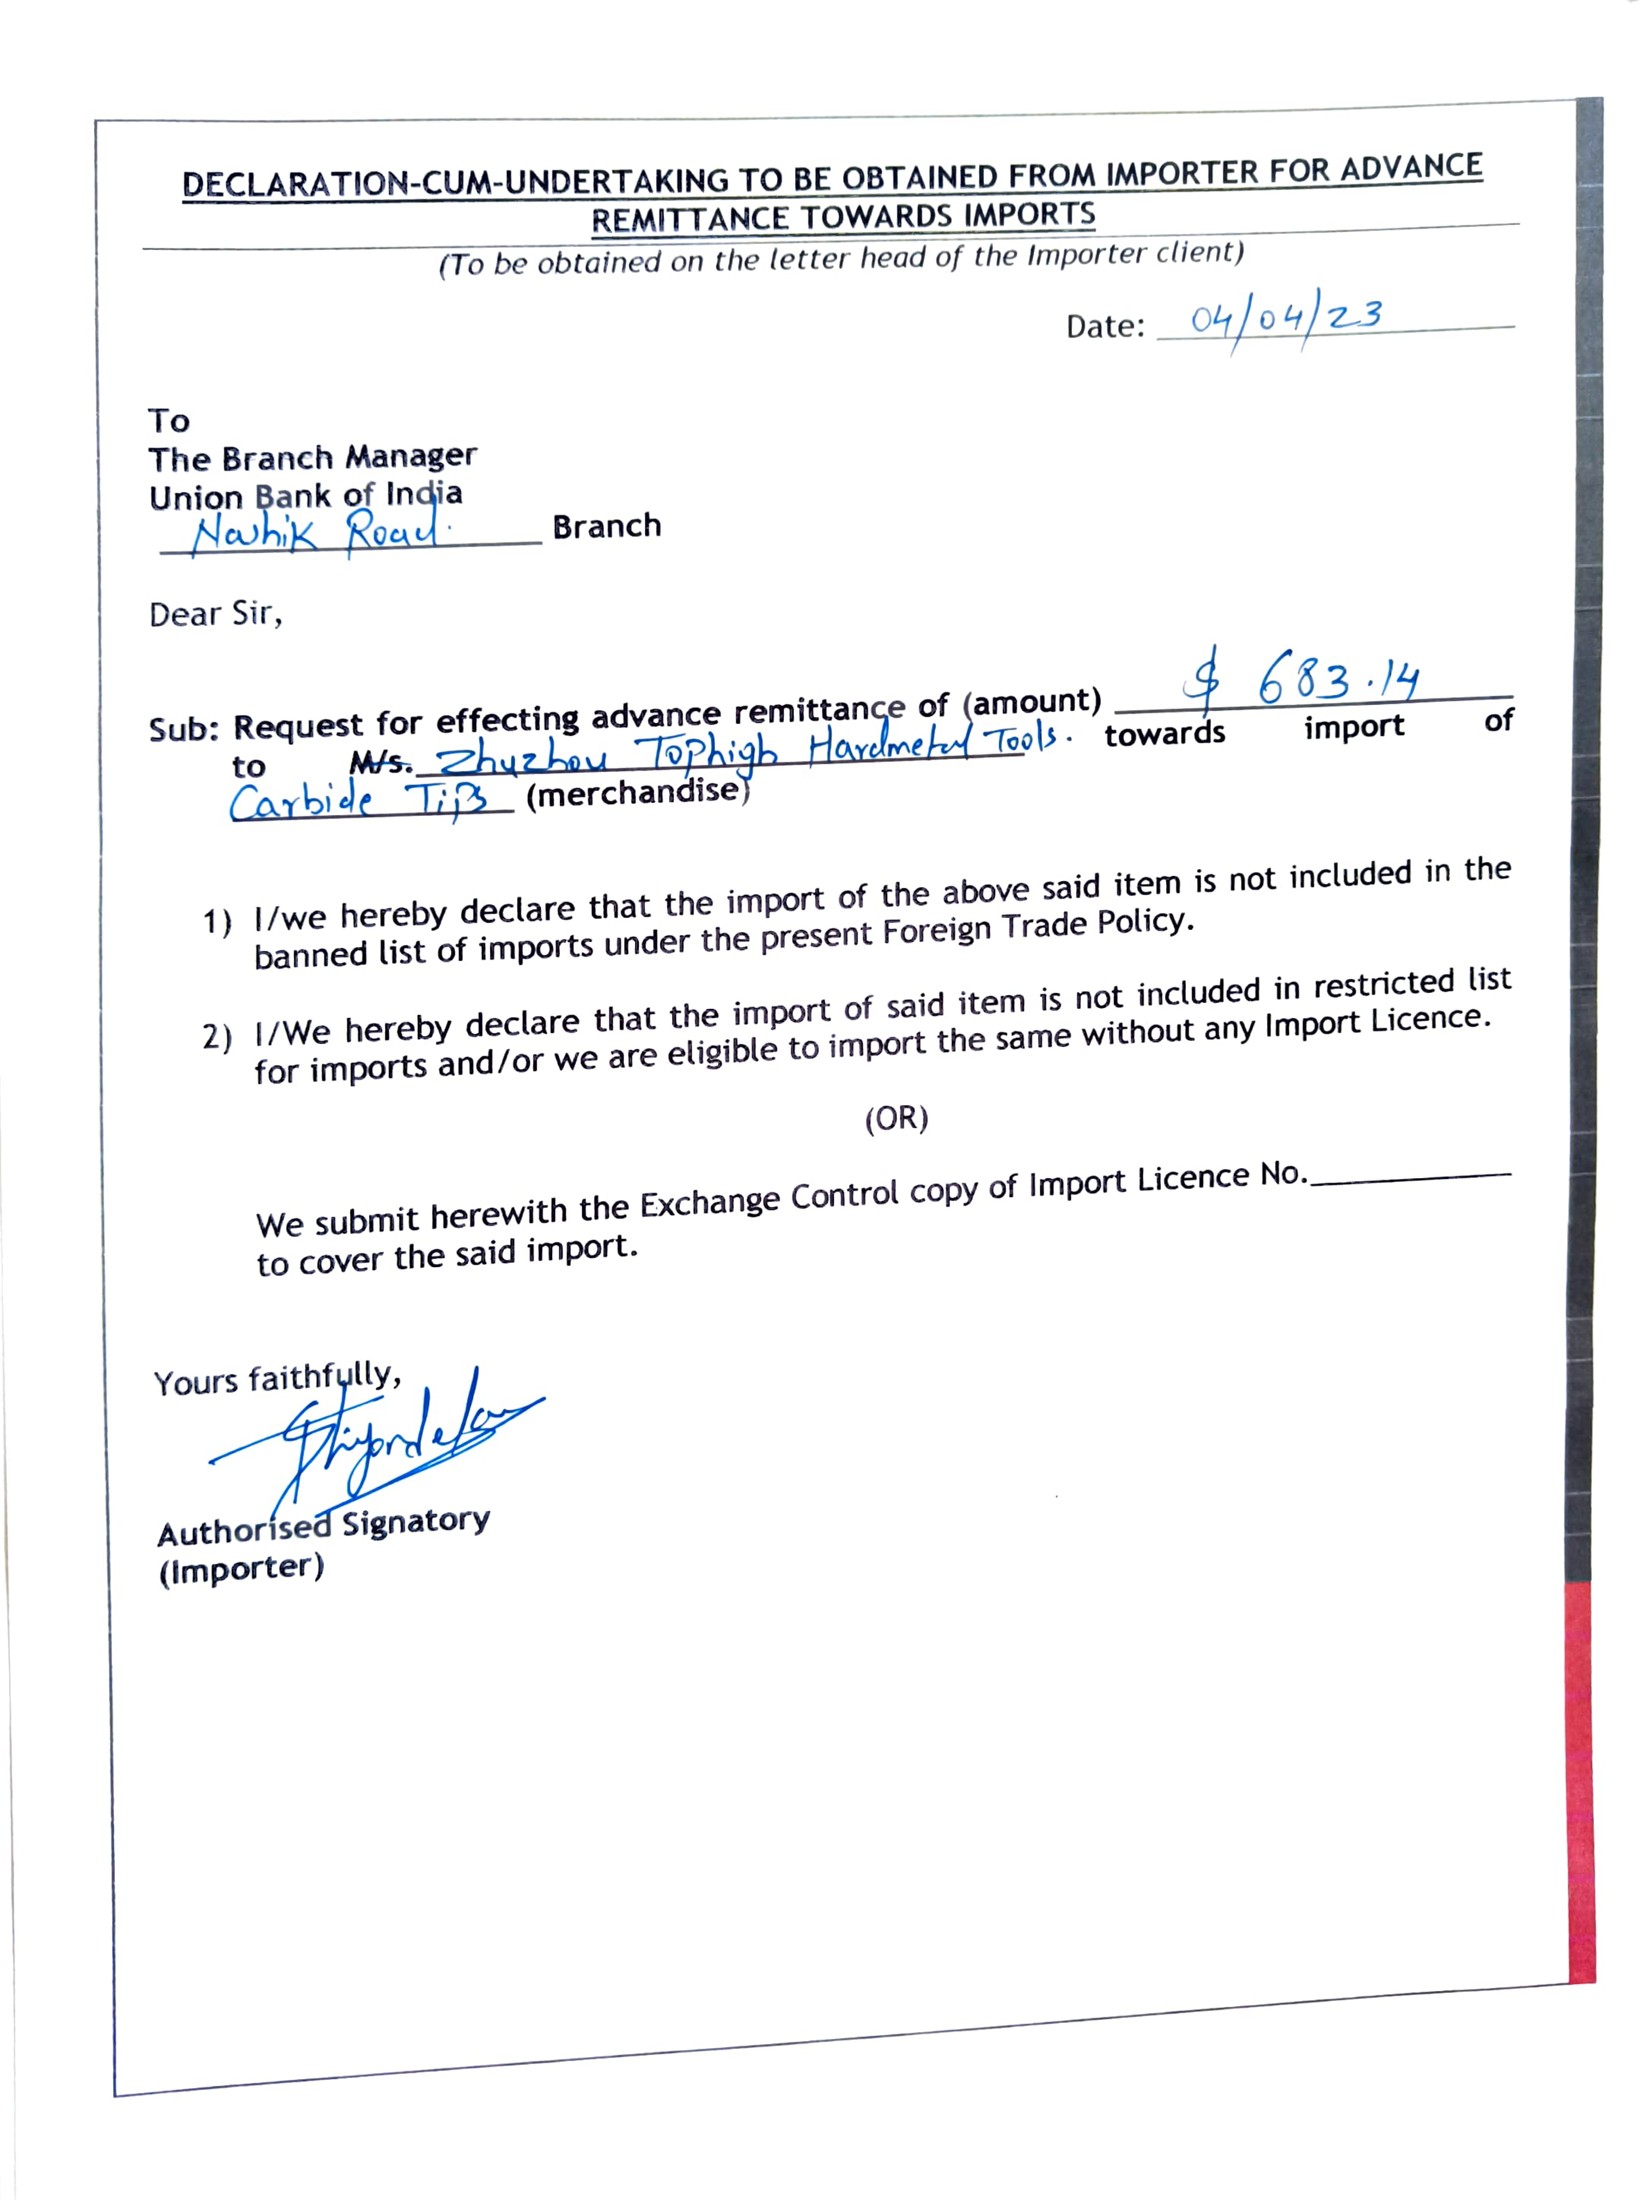 DECLARATION-CUM-UNDERTAKING TO BE OBTAINED FROM IMPORTER FOR ADVANCE
REMITTANCE TOWARDS IMPORTS
(To be obtained on the letter head of the Importer client)
Date: 04/04/23
To
The Branch Manager
Union Bank of India
Nashik Road. Branch
Dear Sir,
Sub: Request for effecting advance remittance of (amount) $ 683.14
to M/s. Zhuzhou Tophigh Hardmetal Tools. towards import of
Carbide Tips (merchandise)
1) I/we hereby declare that the import of the above said item is not included in the
banned list of imports under the present Foreign Trade Policy.
2) I/We hereby declare that the import of said item is not included in restricted list
for imports and/or we are eligible to import the same without any Import Licence.
(OR)
We submit herewith the Exchange Control copy of Import Licence No.
to cover the said import.
Yours faithfully,
Authorised Signatory
(Importer)